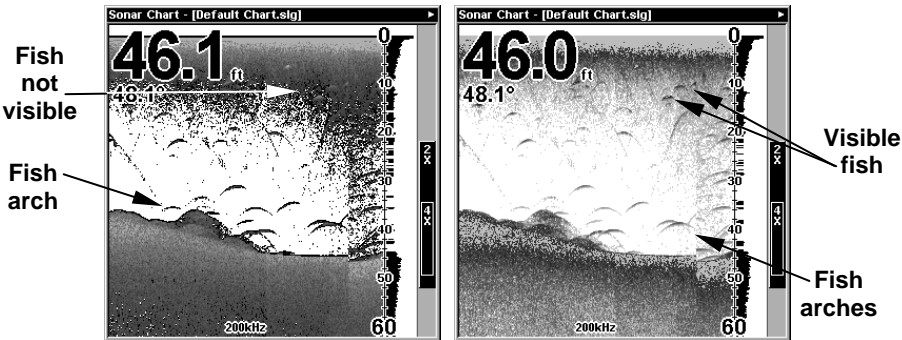 Sonar Chart - [Default Chart.slg]
46.1 ft
48.1°
0
10
20
30
40
50
60
2x
4x
200kHz
Fish
not
visible
Fish
arch
Sonar Chart - [Default Chart.slg]
46.0 ft
48.1°
0
10
20
30
40
50
60
2x
4x
200kHz
Visible
fish
Fish
arches